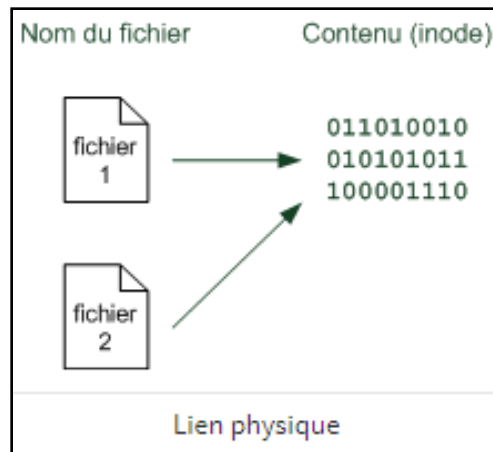 Nom du fichier
Contenu (inode)
fichier
1
011010010
010101011
100001110
fichier
2
Lien physique